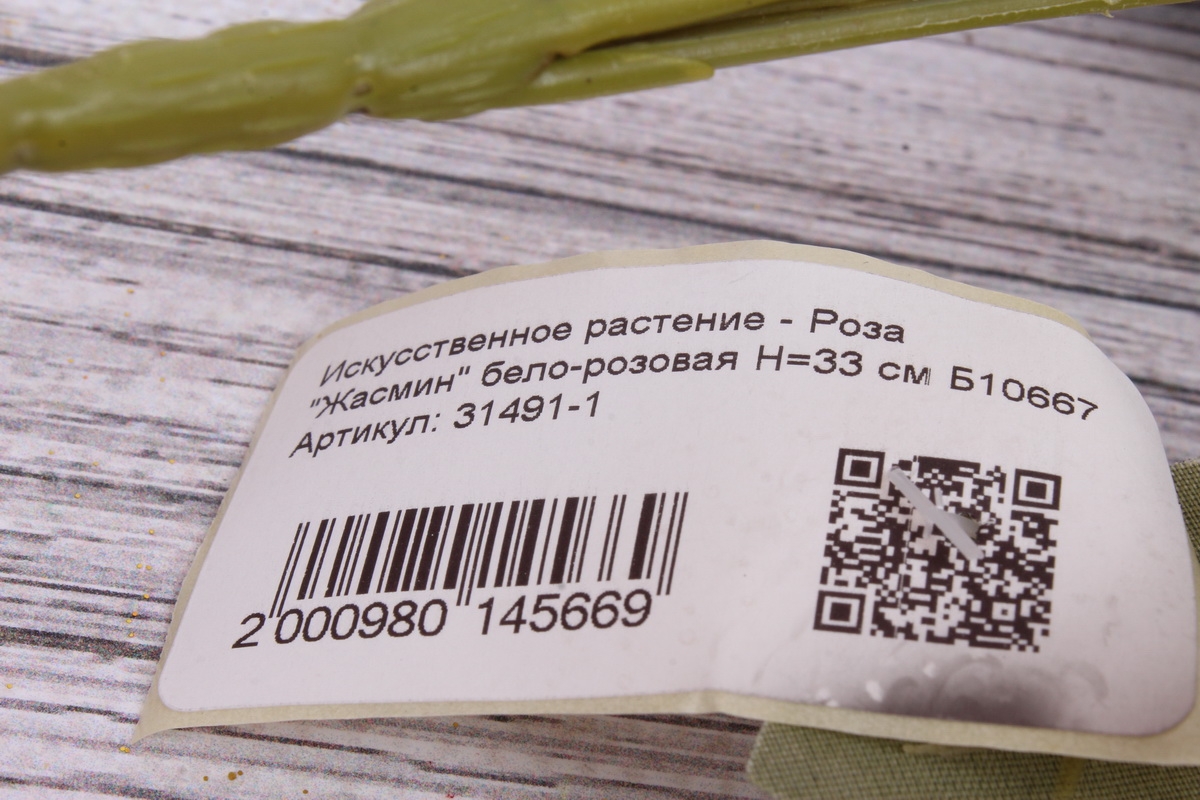 Искусственное растение - Роза
"Жасмин" бело-розовая H=33 см Б10667
Артикул: 31491-1
2 000980 145669